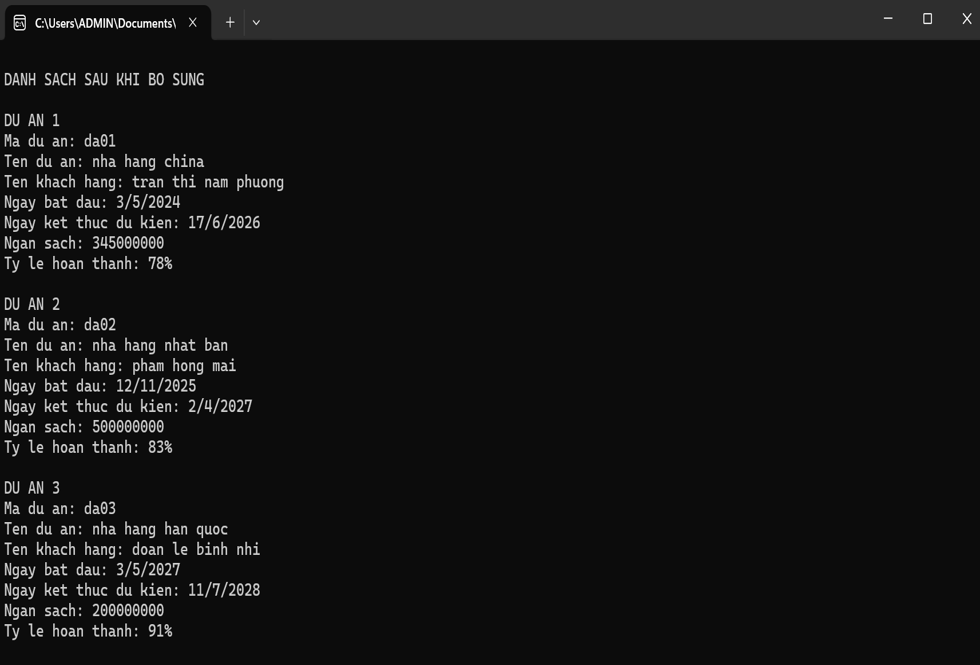 C:\Users\ADMIN\Documents\
DANH SACH SAU KHI BO SUNG
DU AN 1
Ma du an: da01
Ten du an: nha hang china
Ten khach hang: tran thi nam phuong
Ngay bat dau: 3/5/2024
Ngay ket thuc du kien: 17/6/2026
Ngan sach: 345000000
Ty le hoan thanh: 78%
DU AN 2
Ma du an: da02
Ten du an: nha hang nhat ban
Ten khach hang: pham hong mai
Ngay bat dau: 12/11/2025
Ngay ket thuc du kien: 2/4/2027
Ngan sach: 500000000
Ty le hoan thanh: 83%
DU AN 3
Ma du an: da03
Ten du an: nha hang han quoc
Ten khach hang: doan le binh nhi
Ngay bat dau: 3/5/2027
Ngay ket thuc du kien: 11/7/2028
Ngan sach: 200000000
Ty le hoan thanh: 91%